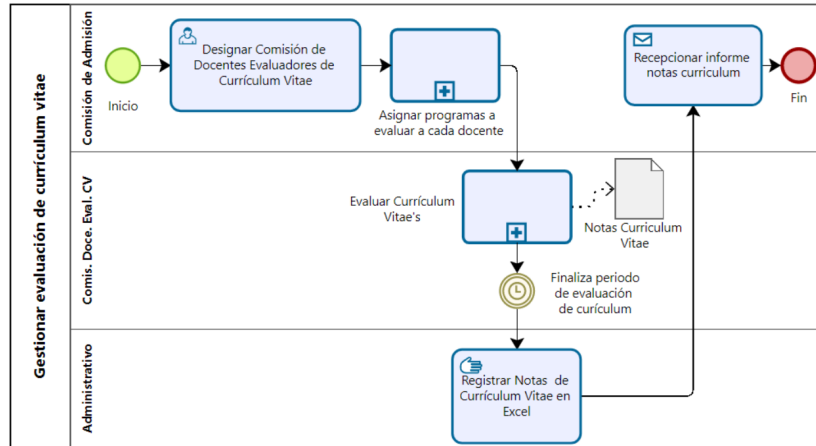 Gestionar evaluación de currículum vitae
Comisión de Admisión
Inicio
Designar Comisión de
Docentes Evaluadores de
Currículum Vitae
Asignar programas a
evaluar a cada docente
Recepcionar informe
notas curriculum
Fin
Comis. Doce. Eval. CV
Evaluar Currículum
Vitae's
Notas Curriculum
Vitae
Finaliza periodo
de evaluación
de curículum
Administrativo
Registrar Notas de
Currículum Vitae en
Excel